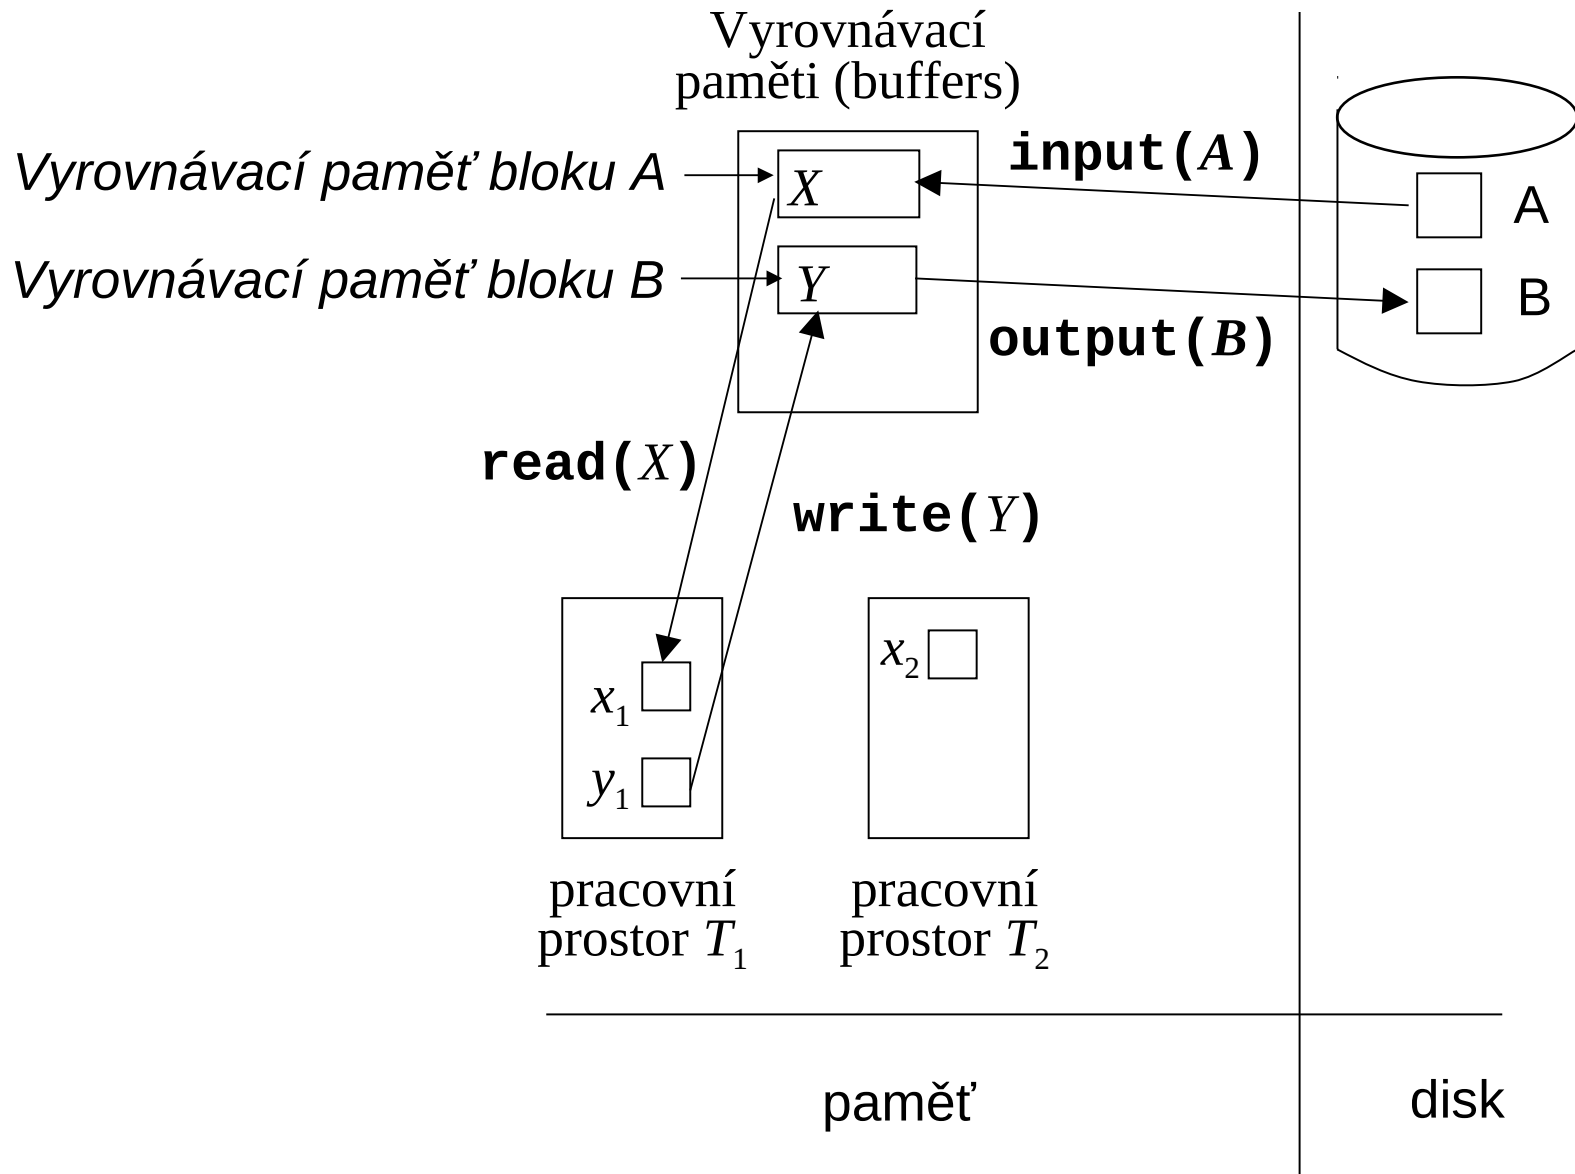 Vyrovnávací
paměti (buffers)
Vyrovnávací paměť bloku A
X
input(A)
A
Vyrovnávací paměť bloku B
Y
B
output(B)
read(X)
write(Y)
x2
x1
y1
pracovní
prostor T1
pracovní
prostor T2
paměť
disk